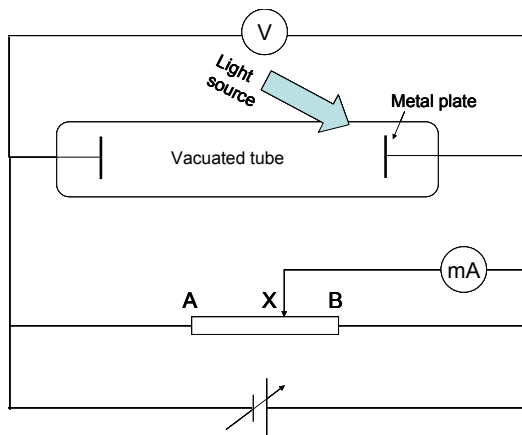 V
Light
source
Metal plate
Vacuated tube
mA
A X B